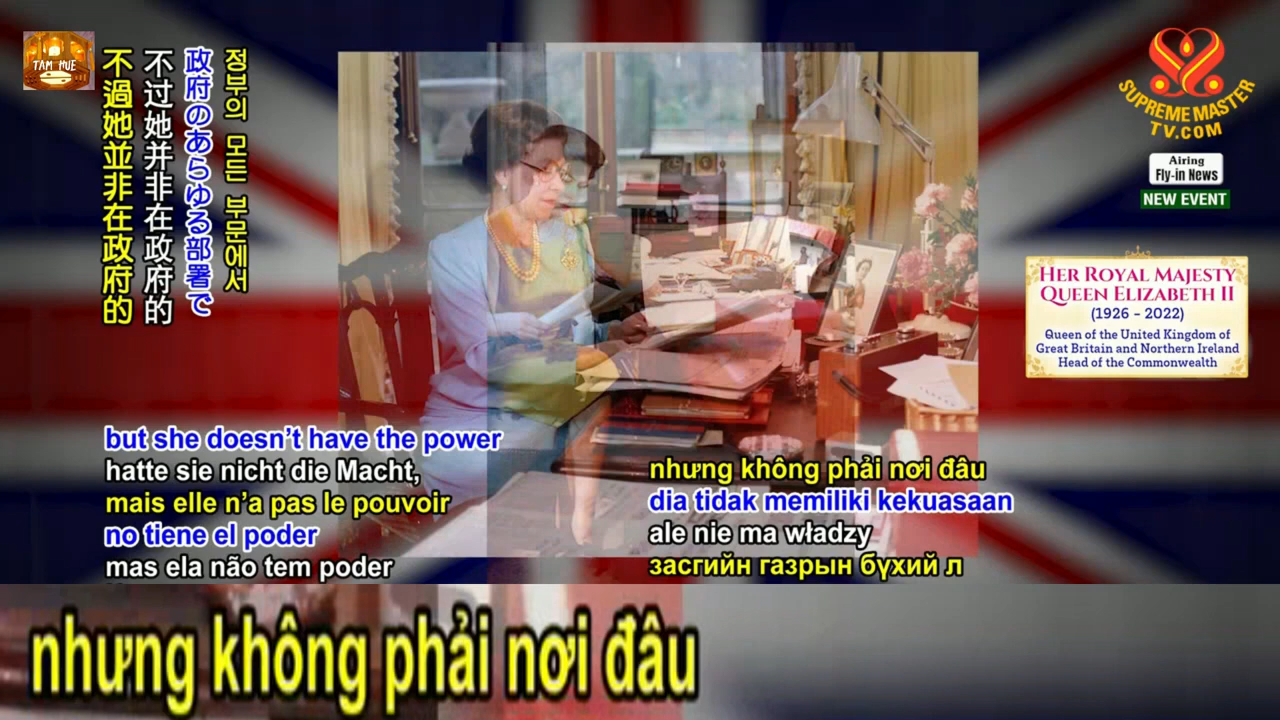 TAM HUE
정부의 모든 부문에서
政府のあらゆる部署で
不过她并非在政府的
不過她並非在政府的
SUPREME MASTER
TV.COM
Airing
Fly-in News
NEW EVENT
HER ROYAL MAJESTY
QUEEN ELIZABETH II
(1926 – 2022)
Queen of the United Kingdom of
Great Britain and Northern Ireland
Head of the Commonwealth
but she doesn't have the power
hatte sie nicht die Macht,
mais elle n'a pas le pouvoir
no tiene el poder
mas ela não tem poder
nhưng không phải nơi đâu
dia tidak memiliki kekuasaan
ale nie ma władzy
засгийн газрын бүхий л
nhưng không phải nơi đâu